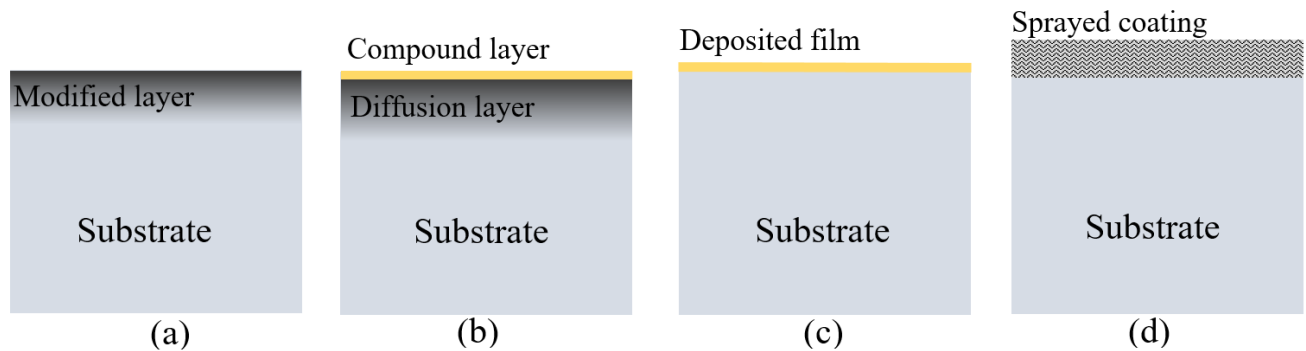 Modified layer
Substrate
(a)
Compound layer
Diffusion layer
Substrate
(b)
Deposited film
Substrate
(c)
Sprayed coating
Substrate
(d)